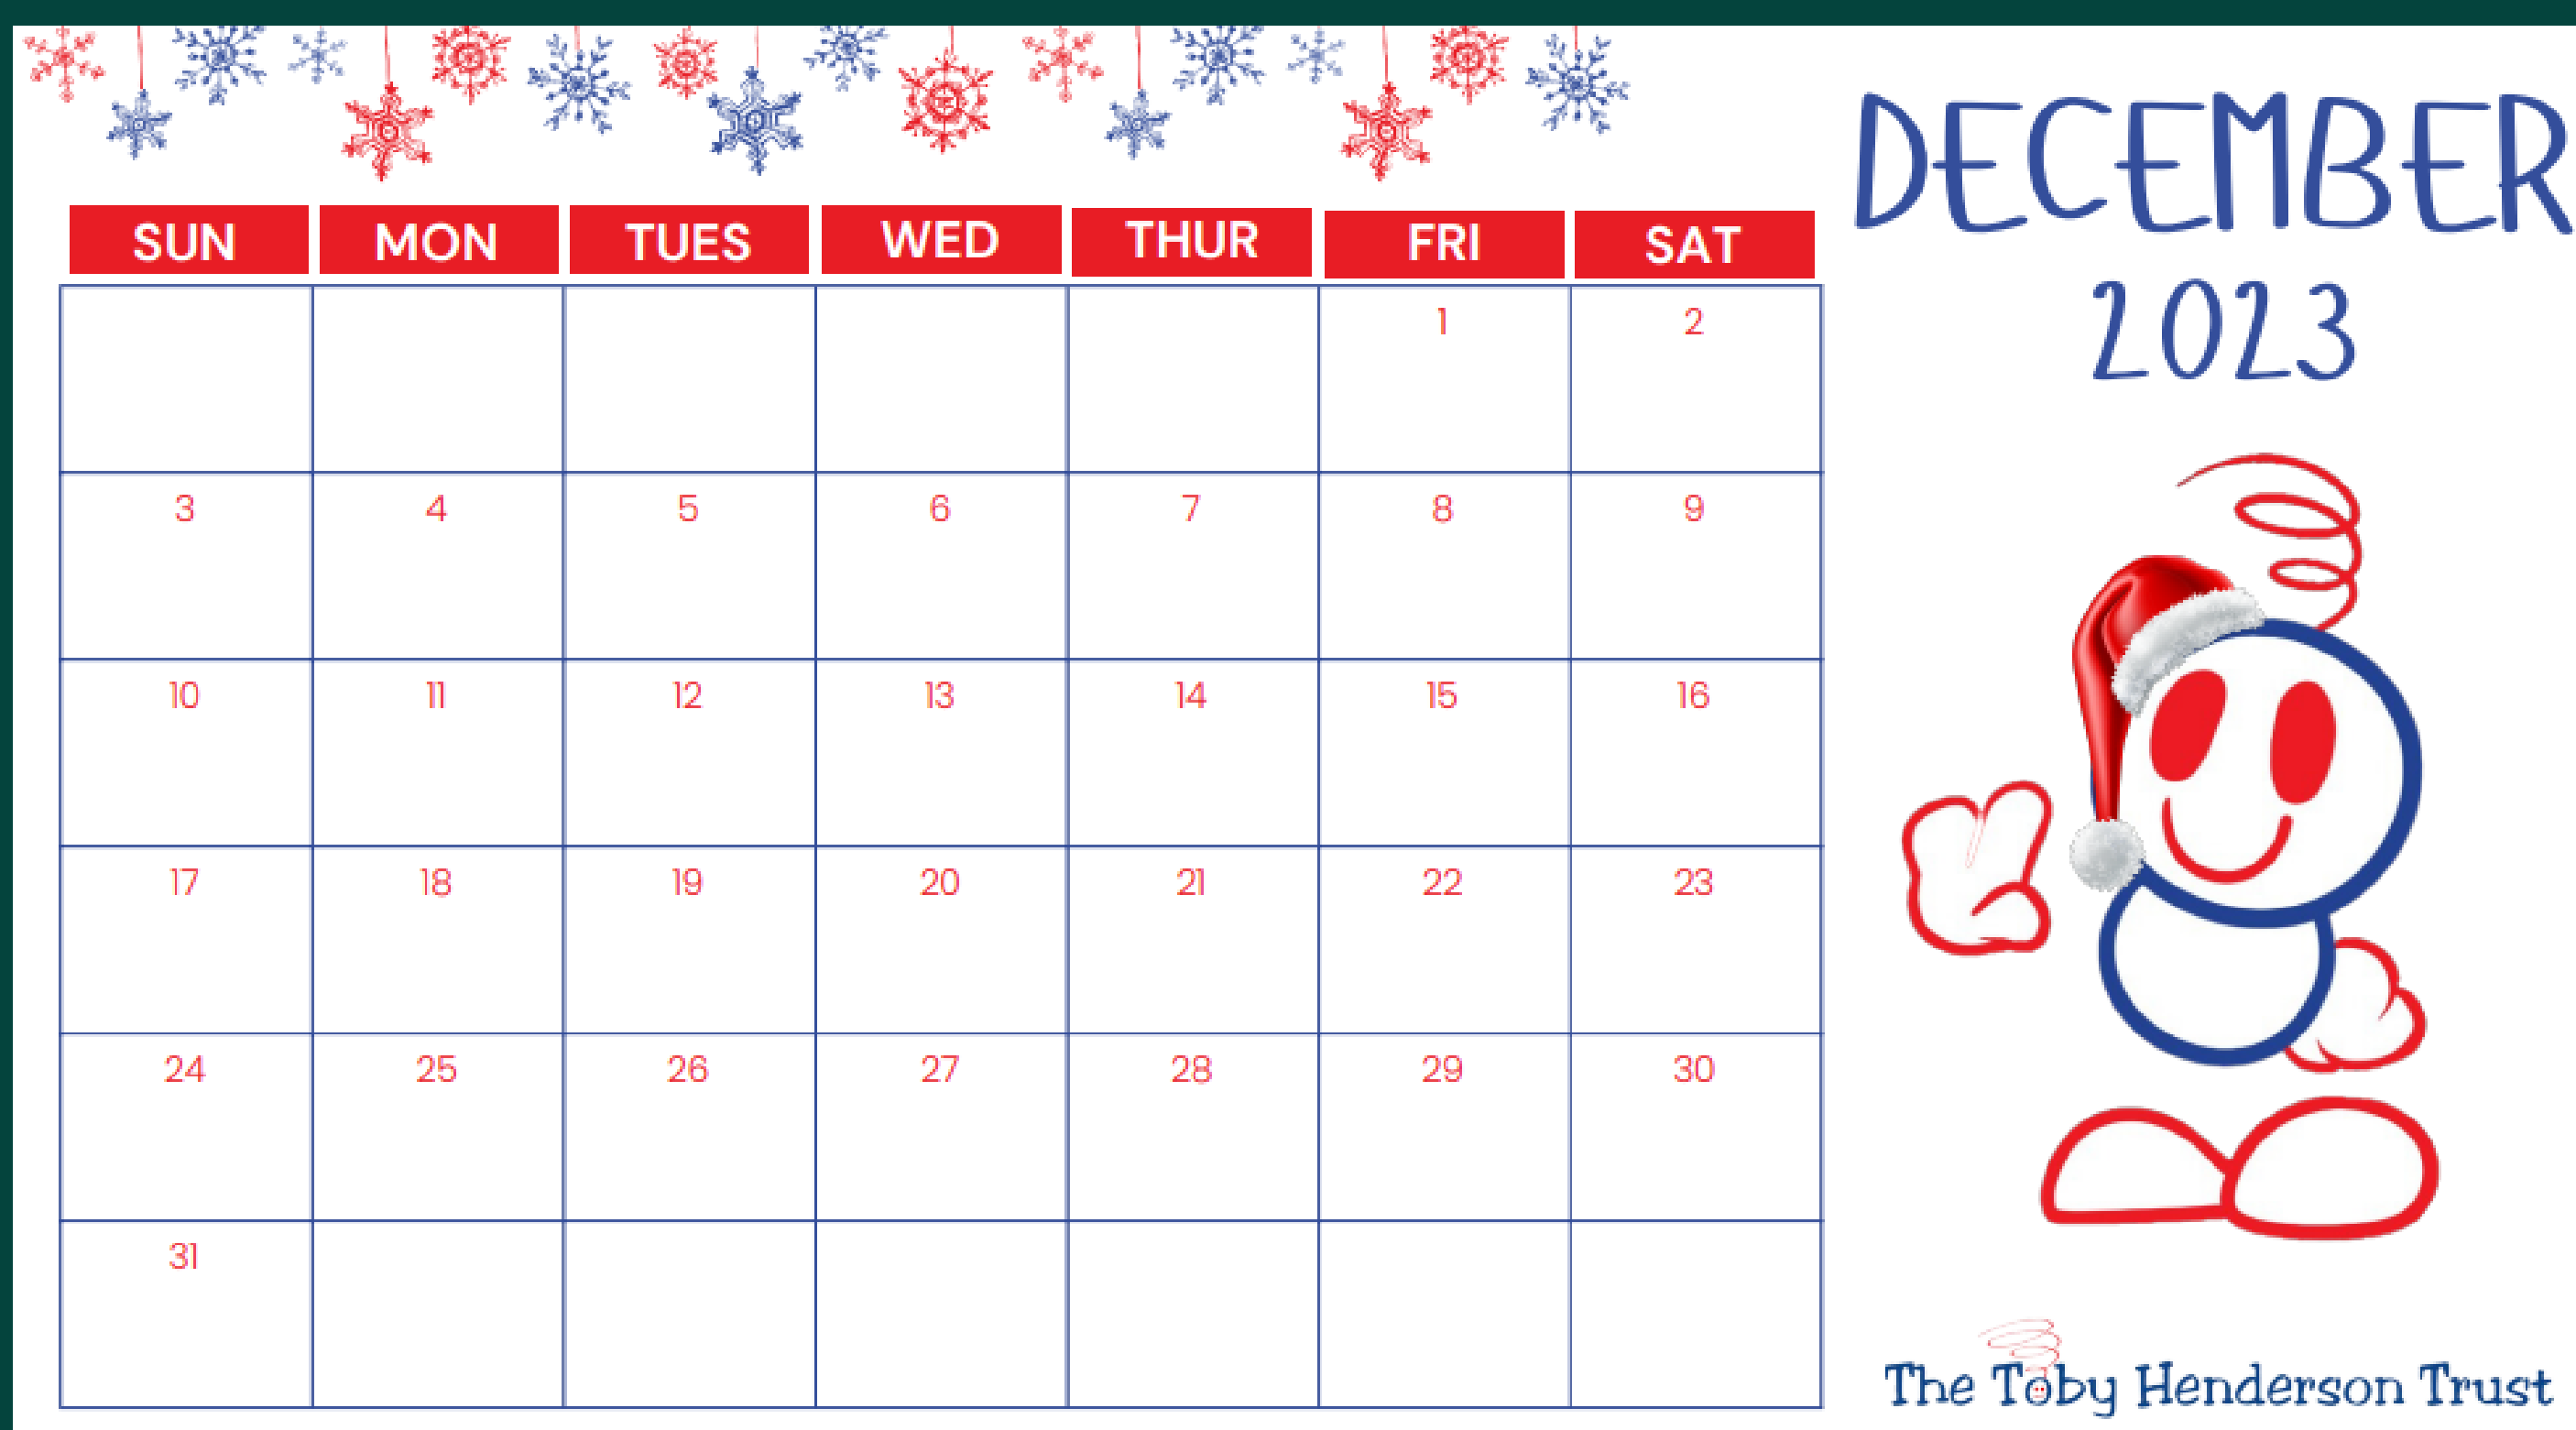 DECEMBER
2023
SUN MON TUES WED THUR FRI SAT
1 2
3 4 5 6 7 8 9
10 11 12 13 14 15 16
17 18 19 20 21 22 23
24 25 26 27 28 29 30
31
The Toby Henderson Trust